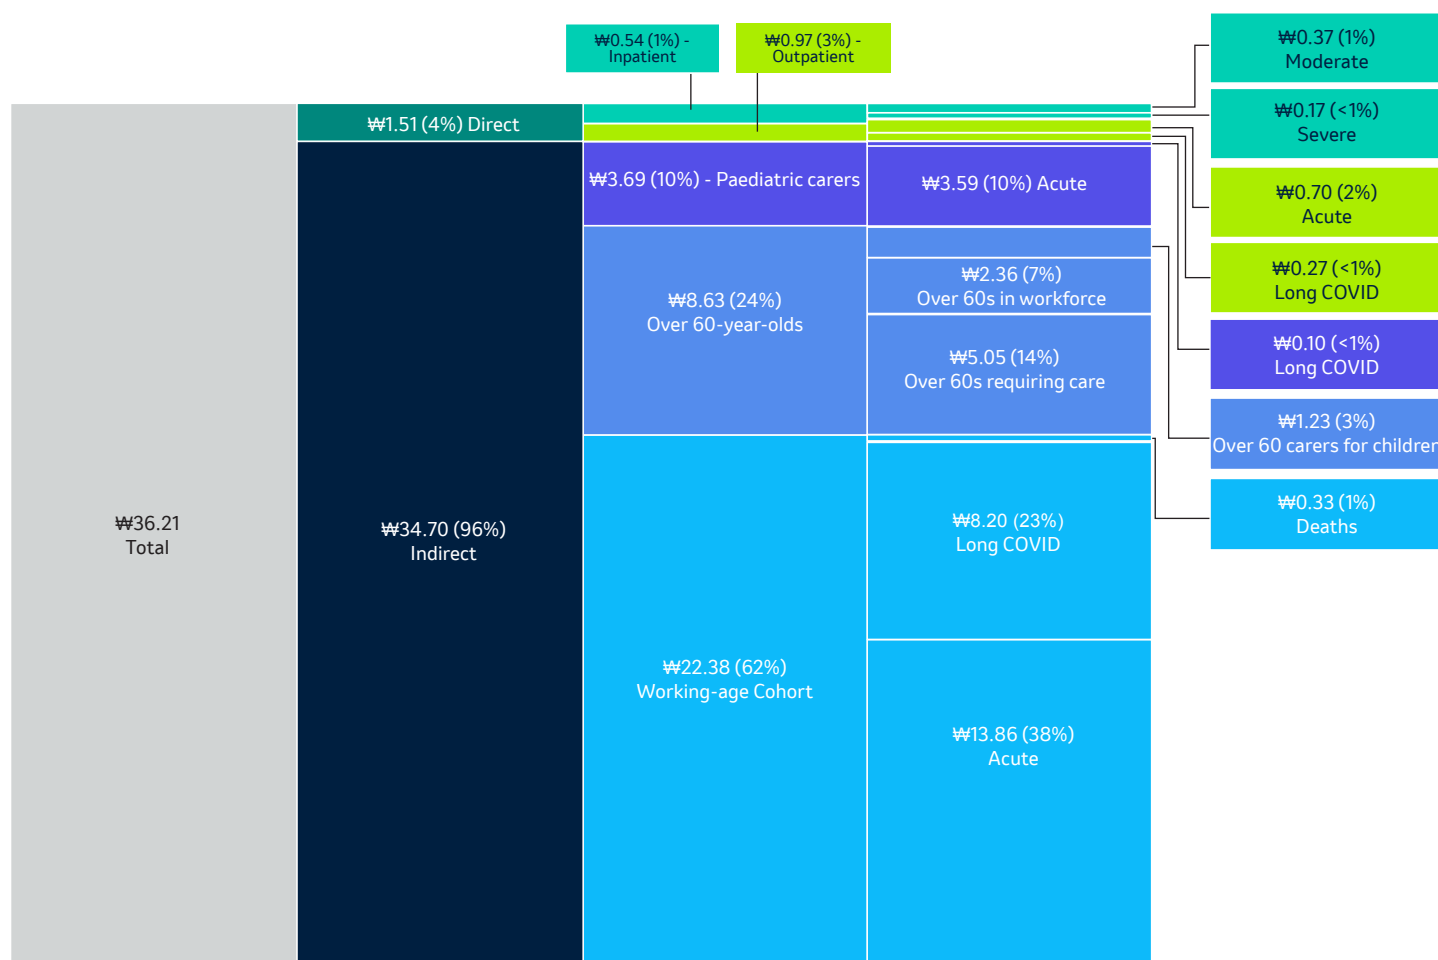 ₩0.54 (1%) -
Inpatient
₩0.97 (3%) -
Outpatient
₩0.37 (1%)
Moderate
₩0.17 (<1%)
Severe
₩0.70 (2%)
Acute
₩0.27 (<1%)
Long COVID
₩0.10 (<1%)
Long COVID
₩1.23 (3%)
Over 60 carers for children
₩0.33 (1%)
Deaths
₩36.21
Total
₩1.51 (4%) Direct
₩34.70 (96%)
Indirect
₩3.69 (10%) - Paediatric carers
₩8.63 (24%)
Over 60-year-olds
₩22.38 (62%)
Working-age Cohort
₩3.59 (10%) Acute
₩2.36 (7%)
Over 60s in workforce
₩5.05 (14%)
Over 60s requiring care
₩8.20 (23%)
Long COVID
₩13.86 (38%)
Acute